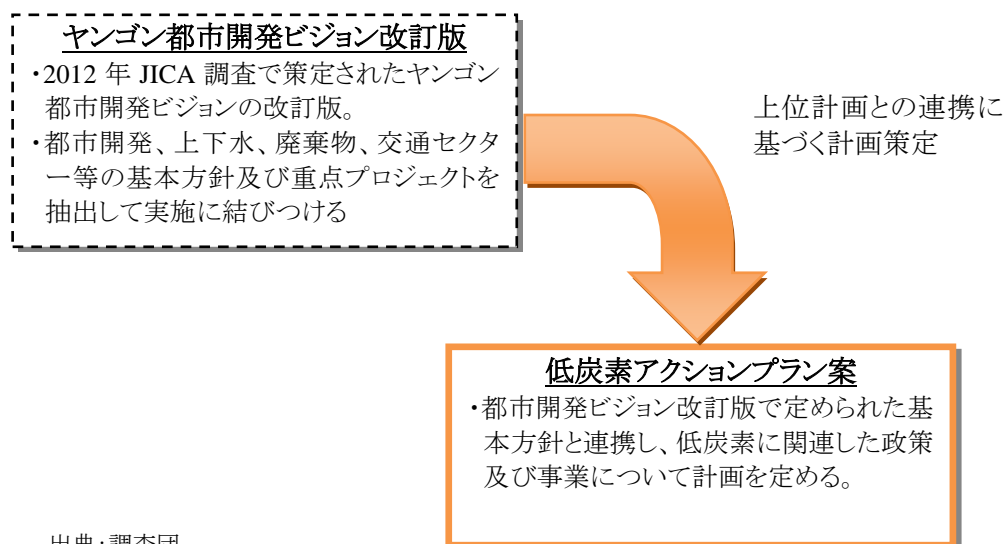 ヤンゴン都市開発ビジョン改訂版
・2012 年 JICA 調査で策定されたヤンゴン
都市開発ビジョンの改訂版。
・都市開発、上下水、廃棄物、交通セクタ
ー等の基本方針及び重点プロジェクトを
抽出して実施に結びつける
上位計画との連携に
基づく計画策定
低炭素アクションプラン案
・都市開発ビジョン改訂版で定められた基
本方針と連携し、低炭素に関連した政策
及び事業について計画を定める。
出典：調査団